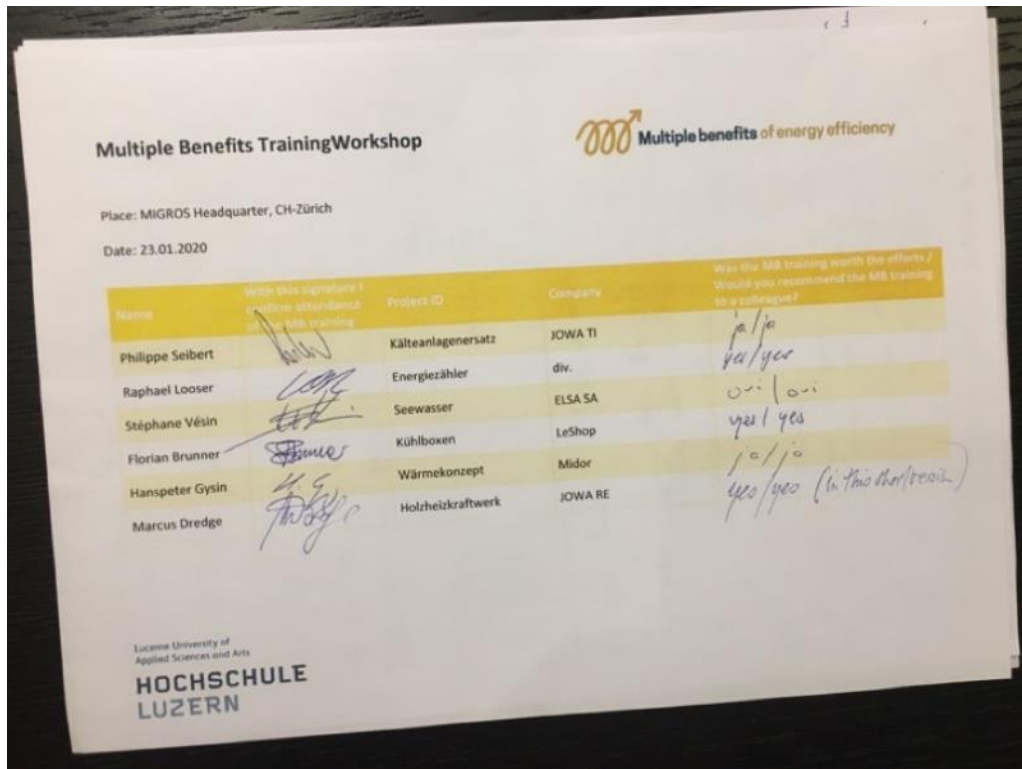 Multiple Benefits TrainingWorkshop
Multiple benefits of energy efficiency
Place: MIGROS Headquarter, CH-Zürich
Date: 23.01.2020
Name With this signature I confirm attendance of the MB training Project ID Company Was the MB training worth the efforts / Would you recommend the MB training to a colleague?
Philippe Seibert Kälteanlagenersatz JOWA TI ja/ja
Raphael Looser Energiezähler div. yes/yes
Stéphane Vésin Seewasser ELSA SA oui/oui
Florian Brunner Kühlboxen LeShop yes/yes
Hanspeter Gysin Wärmekonzept Midor ja/ja
Marcus Dredge Holzheizkraftwerk JOWA RE yes/yes (in this
Lucerne University of
Applied Sciences and Arts
HOCHSCHULE
LUZERN